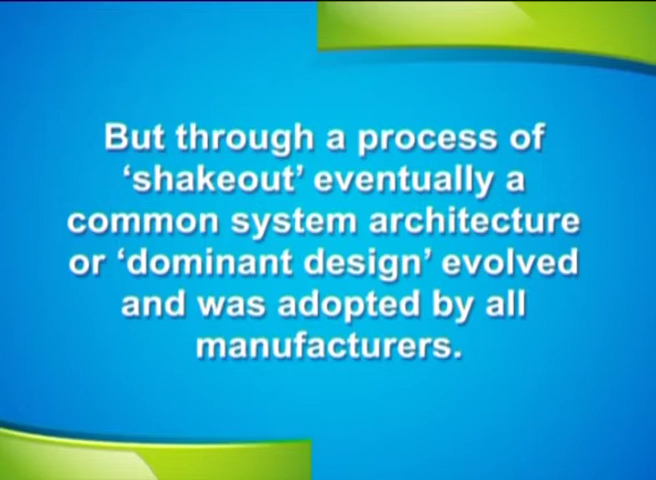 But through a process of
‘shakeout’ eventually a
common system architecture
or ‘dominant design’ evolved
and was adopted by all
manufacturers.